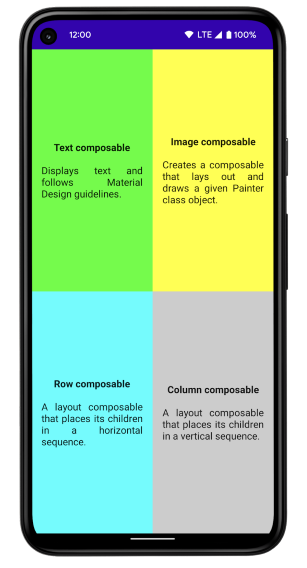 12:00 LTE 100%
Text composable
Displays text and
follows Material
Design guidelines.
Image composable
Creates a composable
that lays out and
draws a given Painter
class object.
Row composable
A layout composable
that places its children
in a horizontal
sequence.
Column composable
A layout composable
that places its children
in a vertical sequence.